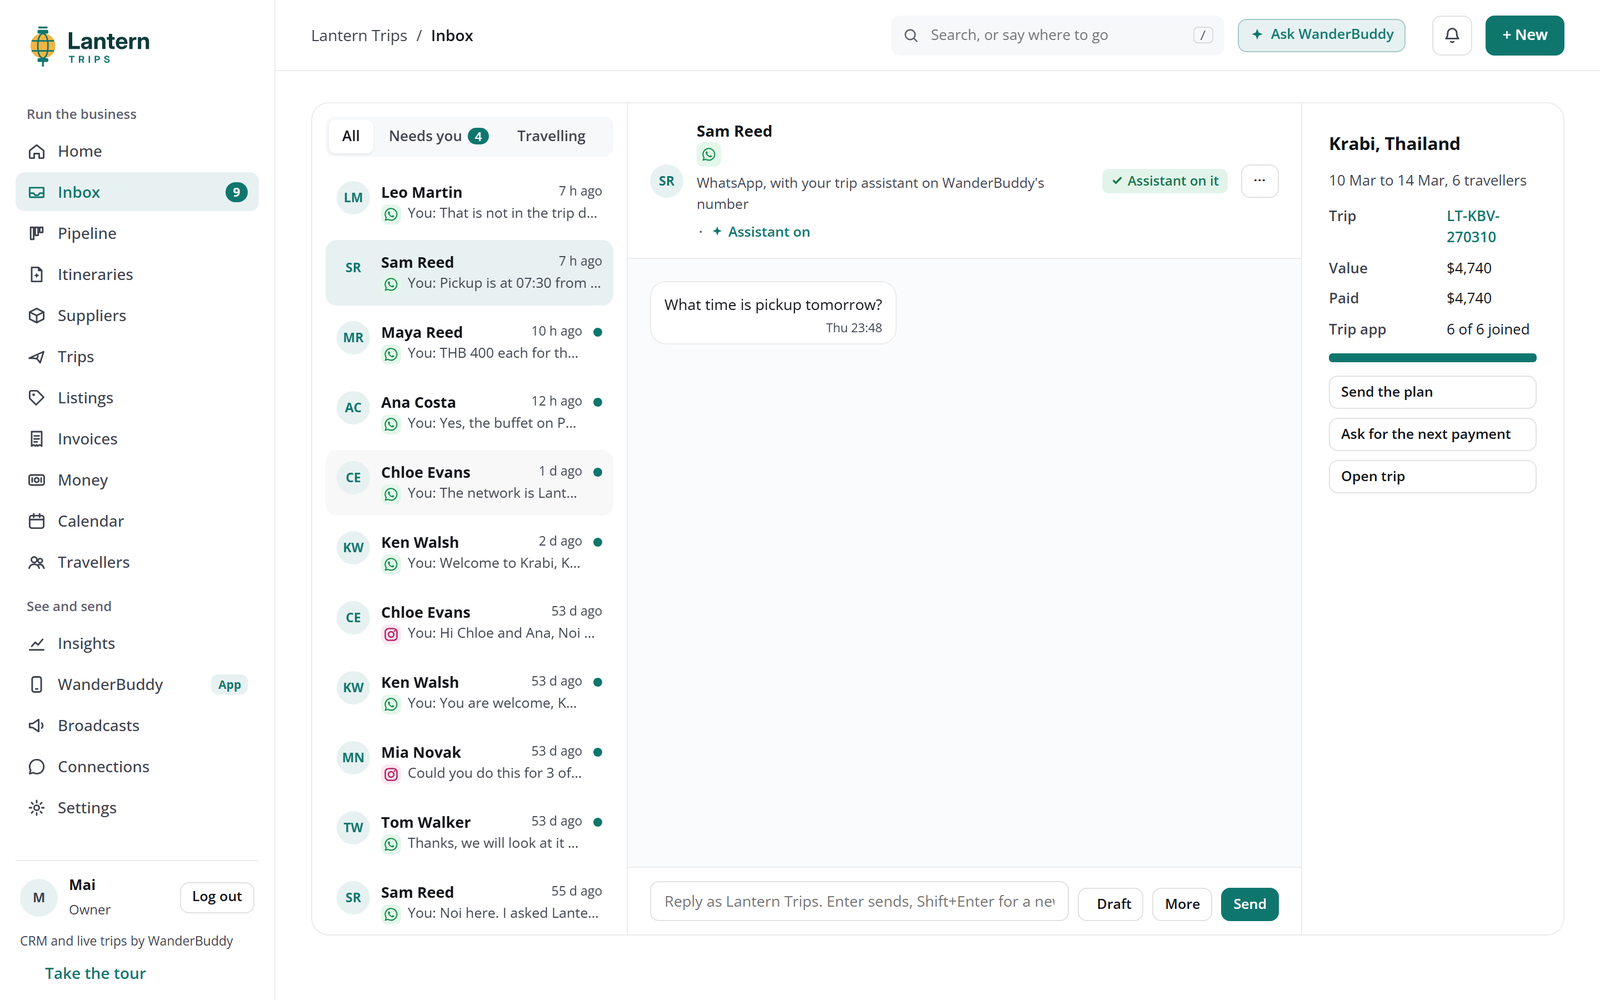 Lantern
TRIPS
Run the business
Home
Inbox 9
Pipeline
Itineraries
Suppliers
Trips
Listings
Invoices
Money
Calendar
Travellers
See and send
Insights
WanderBuddy App
Broadcasts
Connections
Settings
M
Mai
Owner
Log out
CRM and live trips by WanderBuddy
Take the tour
Lantern Trips / Inbox
Search, or say where to go /
Ask WanderBuddy
+ New
All Needs you 4 Travelling
LM Leo Martin 7 h ago
You: That is not in the trip d...
SR Sam Reed 7 h ago
You: Pickup is at 07:30 from ...
MR Maya Reed 10 h ago
You: THB 400 each for th...
AC Ana Costa 12 h ago
You: Yes, the buffet on P...
CE Chloe Evans 1 d ago
You: The network is Lant...
KW Ken Walsh 2 d ago
You: Welcome to Krabi, K...
CE Chloe Evans 53 d ago
You: Hi Chloe and Ana, Noi ...
KW Ken Walsh 53 d ago
You: You are welcome, K...
MN Mia Novak 53 d ago
Could you do this for 3 of...
TW Tom Walker 53 d ago
Thanks, we will look at it ...
SR Sam Reed 55 d ago
You: Noi here. I asked Lante...
SR
Sam Reed
WhatsApp, with your trip assistant on WanderBuddy's
number
· Assistant on
Assistant on it
...
What time is pickup tomorrow?
Thu 23:48
Reply as Lantern Trips. Enter sends, Shift+Enter for a new
Draft
More
Send
Krabi, Thailand
10 Mar to 14 Mar, 6 travellers
Trip LT-KBV-
270310
Value $4,740
Paid $4,740
Trip app 6 of 6 joined
Send the plan
Ask for the next payment
Open trip